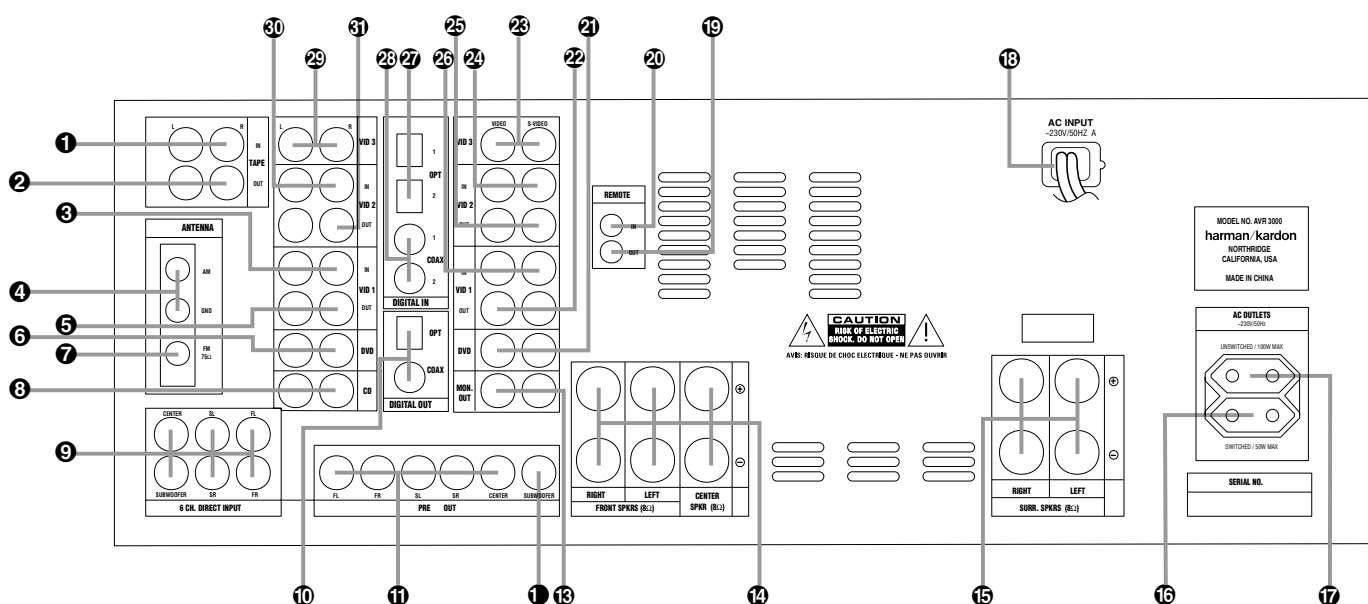 30 29 31 28 27 26 25 24 23 21 22 20 19 18
1
2
3
4
5
6
7
8
9
L R
IN
TAPE
OUT
ANTENNA
AM
GND
FM
75Ω
L R
VID 3
IN
VID 2
OUT
IN
VID 1
OUT
DVD
CD
1
OPT
2
1
COAX
2
DIGITAL IN
OPT
COAX
DIGITAL OUT
VIDEO S-VIDEO
VID 3
IN
VID 2
OUT
IN
VID 1
OUT
DVD
MON.
OUT
REMOTE
IN
OUT
AC INPUT
~230V/50HZ A
MODEL NO. AVR 3000
harman/kardon
NORTHRIDGE
CALIFORNIA, USA
MADE IN CHINA
CAUTION
RISK OF ELECTRIC
SHOCK. DO NOT OPEN
AVIS: RISQUE DE CHOC ELECTRIQUE - NE PAS OUVRIR
AC OUTLETS
~230V/50Hz
UNSWITCHED / 100W MAX
SWITCHED / 50W MAX
SERIAL NO.
CENTER SL FL
SUBWOOFER SR FR
6 CH. DIRECT INPUT
FL FR SL SR CENTER SUBWOOFER
PRE OUT
+
−
RIGHT LEFT
FRONT SPKRS (8Ω)
CENTER
SPKR (8Ω)
+
−
RIGHT LEFT
SURR. SPKRS (8Ω)
10 11 1 13 14 15 16 17